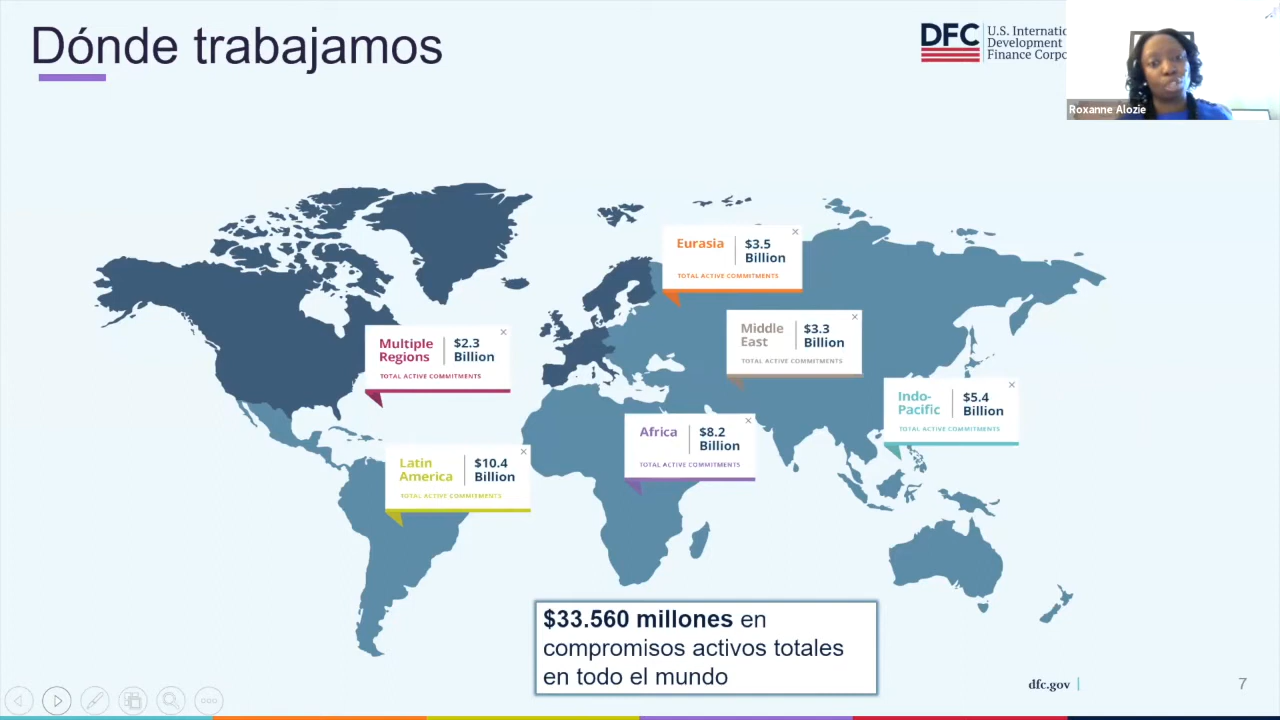 Dónde trabajamos
DFC
U.S. Internatio
Development
Finance Corpo
Roxanne Alozie
Eurasia
$3.5
Billion
TOTAL ACTIVE COMMITMENTS
Middle
East
$3.3
Billion
TOTAL ACTIVE COMMITMENTS
Multiple
Regions
$2.3
Billion
TOTAL ACTIVE COMMITMENTS
Indo-
Pacific
$5.4
Billion
TOTAL ACTIVE COMMITMENTS
Africa
$8.2
Billion
TOTAL ACTIVE COMMITMENTS
Latin
America
$10.4
Billion
TOTAL ACTIVE COMMITMENTS
$33.560 millones en
compromisos activos totales
en todo el mundo
dfc.gov
7